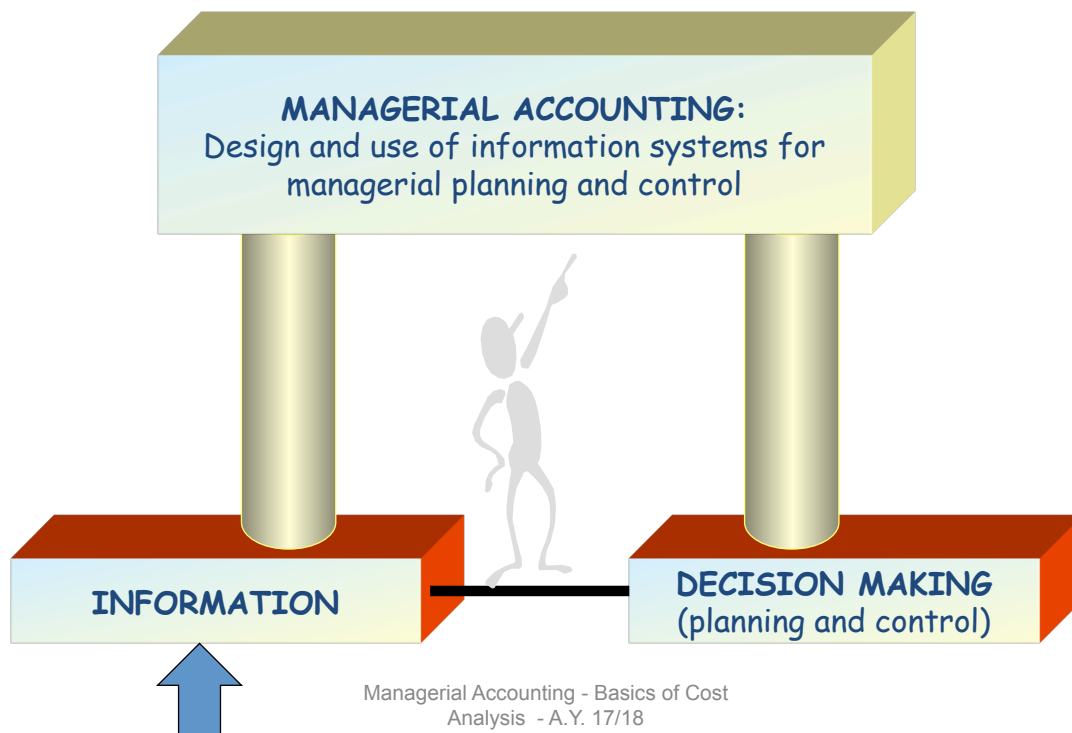 MANAGERIAL ACCOUNTING:
Design and use of information systems for
managerial planning and control
INFORMATION
DECISION MAKING
(planning and control)
Managerial Accounting - Basics of Cost
Analysis - A.Y. 17/18